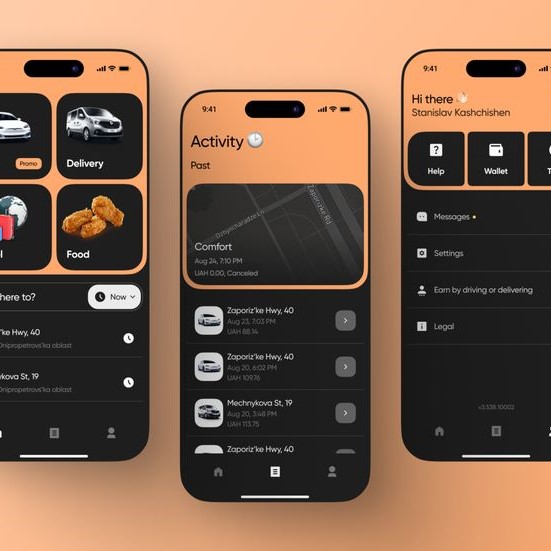 Promo
Delivery
Food
here to?
Now
'ke Hwy, 40
Dnipropetrovs'ka oblast
ykova St, 19
Dnipropetrovs'ka oblast
9:41
Activity
Past
Dzhyncharadze Ln
Zaporizke Rd
Comfort
Aug 24, 7:10 PM
UAH 0.00, Canceled
Zaporiz'ke Hwy, 40
Aug 23, 7:03 PM
UAH 88.14
Zaporiz'ke Hwy, 40
Aug 20, 6:02 PM
UAH 109.76
Mechnykova St, 19
Aug 20, 3:48 PM
UAH 113.75
Zaporiz'ke Hwy, 40
9:41
Hi there
Stanislav Kashchishen
Help
Wallet
Messages
Settings
Earn by driving or delivering
Legal
v3.538.10002